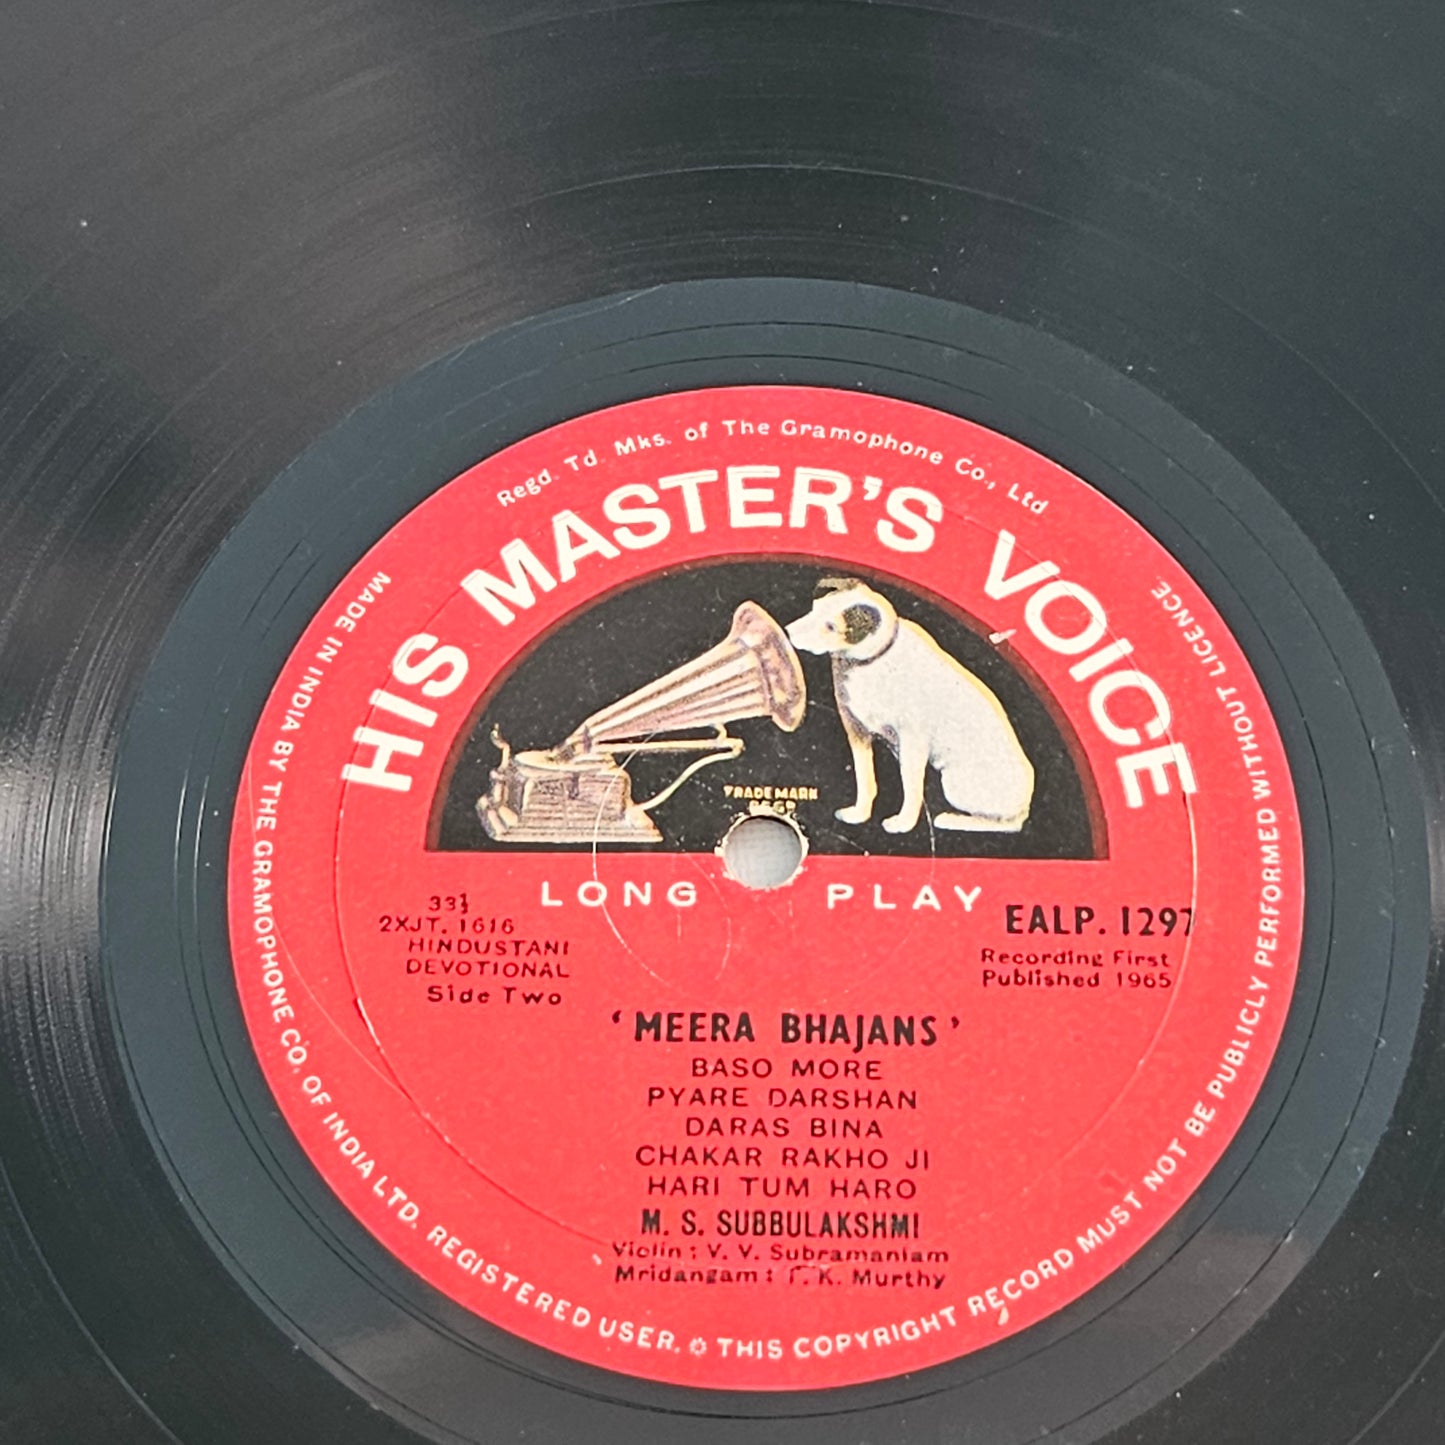 Regd. Td. Mks. of The Gramophone Co., Ltd
HIS MASTER'S VOICE
TRADE MARK
REGD
LONG PLAY
33⅓
2XJT. 1616
HINDUSTANI
DEVOTIONAL
Side Two
EALP. 1297
Recording First
Published 1965
'MEERA BHAJANS'
BASO MORE
PYARE DARSHAN
DARAS BINA
CHAKAR RAKHO JI
HARI TUM HARO
M. S. SUBBULAKSHMI
Violin : V. V. Subramaniam
Mridangam : T. K. Murthy
MADE IN INDIA BY THE GRAMOPHONE CO. OF INDIA LTD. REGISTERED USER. ✿ THIS COPYRIGHT RECORD MUST NOT BE PUBLICLY PERFORMED WITHOUT LICENCE.